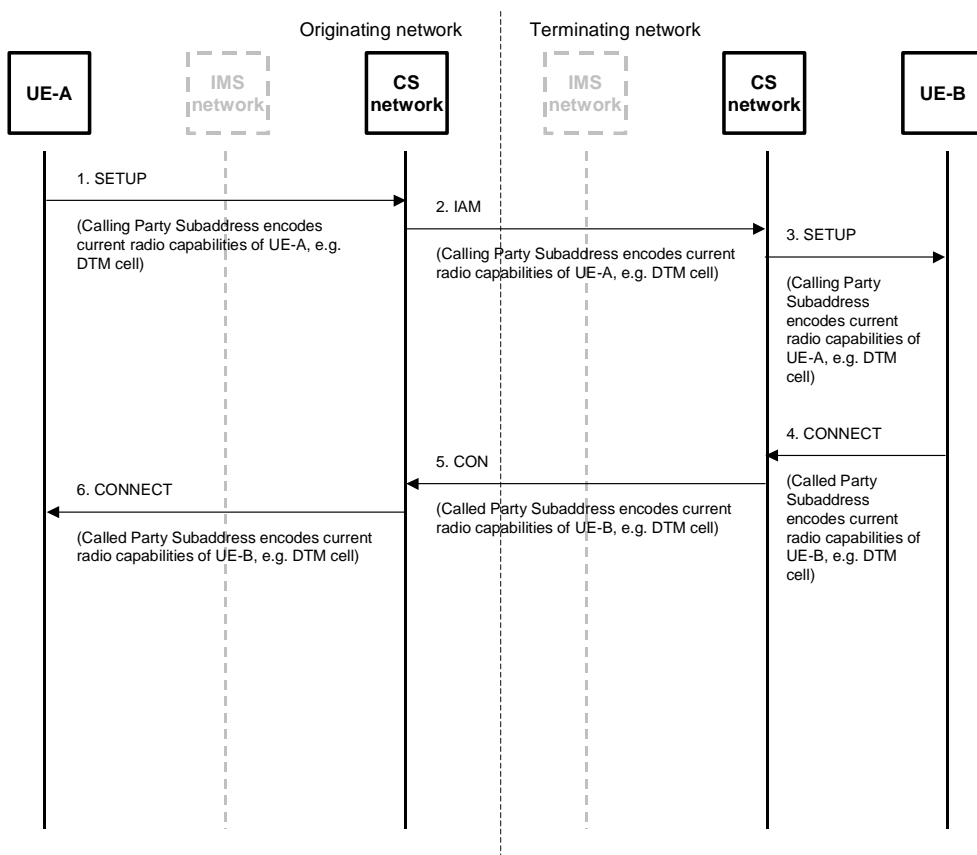 Originating network
Terminating network
UE-A
IMS
network
CS
network
IMS
network
CS
network
UE-B
1. SETUP
(Calling Party Subaddress encodes
current radio capabilities of UE-A, e.g.
DTM cell)
2. IAM
(Calling Party Subaddress encodes current
radio capabilities of UE-A, e.g. DTM cell)
3. SETUP
(Calling Party
Subaddress
encodes current
radio capabilities of
UE-A, e.g. DTM
cell)
4. CONNECT
(Called Party
Subaddress
encodes current
radio capabilities of
UE-B, e.g. DTM
cell)
5. CON
(Called Party Subaddress encodes current
radio capabilities of UE-B, e.g. DTM cell)
6. CONNECT
(Called Party Subaddress encodes current
radio capabilities of UE-B, e.g. DTM cell)